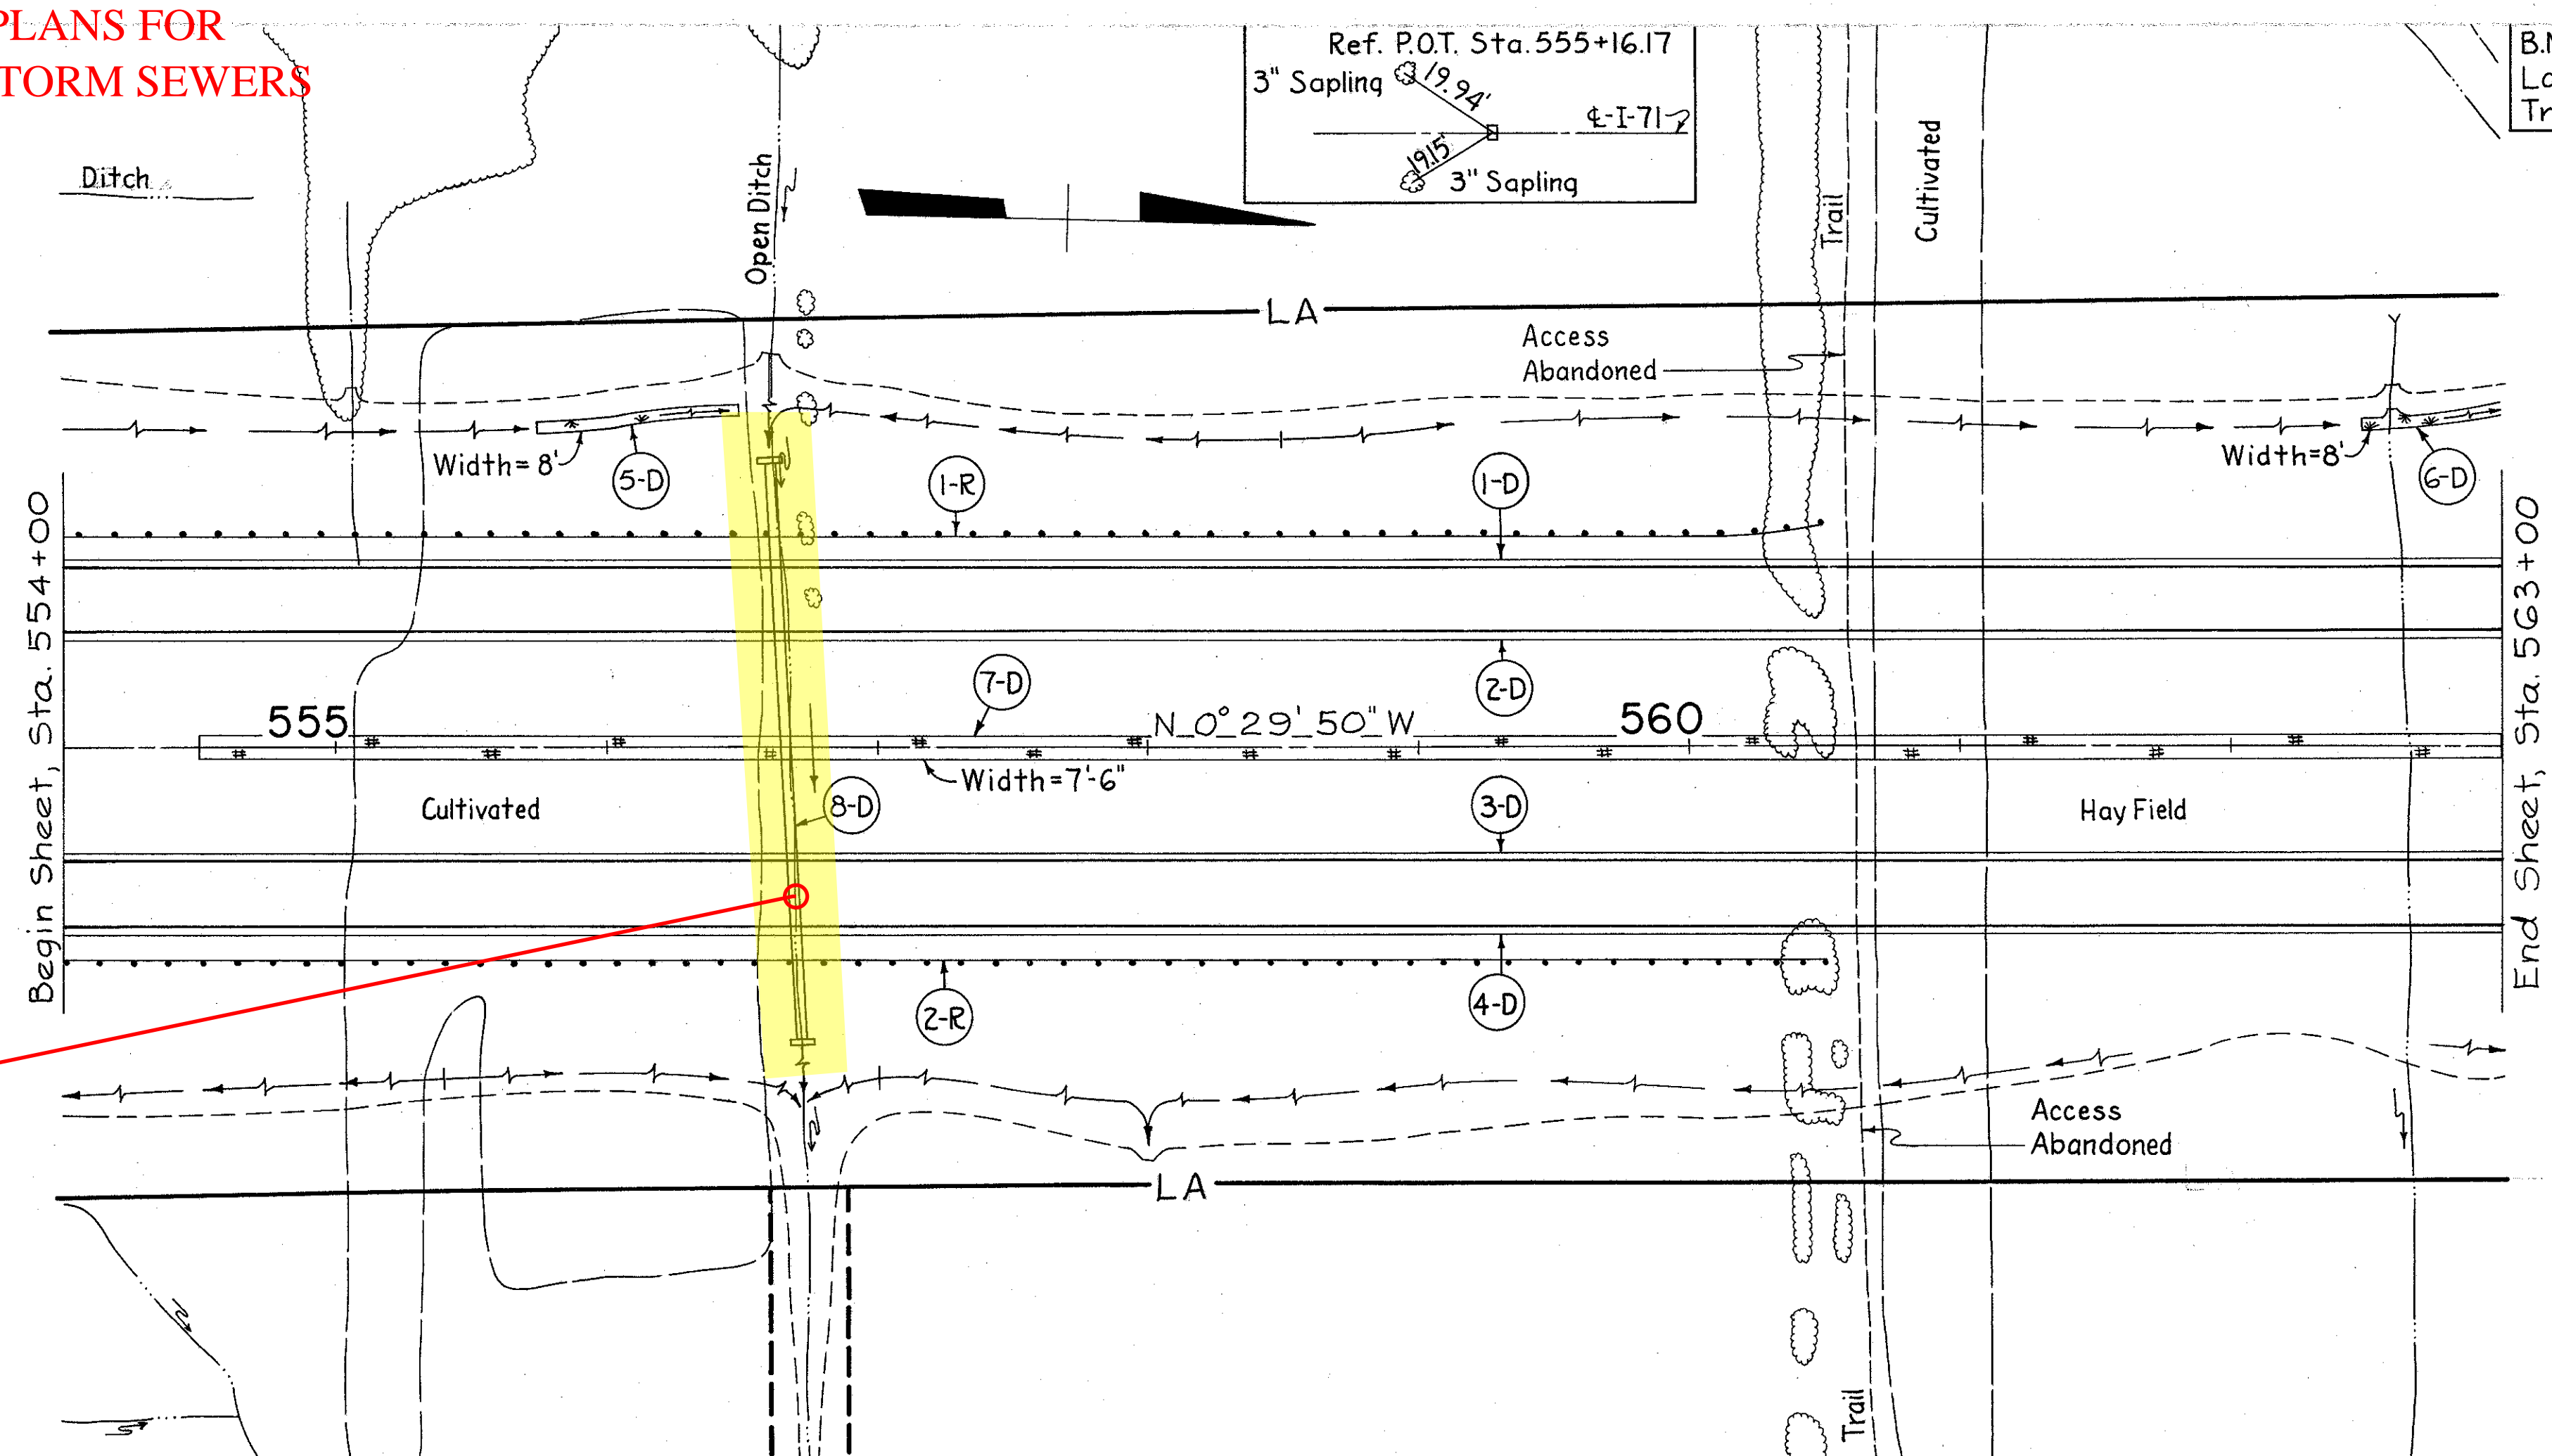 PLANS FOR
TORM SEWERS
Ref. P.O.T. Sta. 555+16.17
3" Sapling
19.94'
℄-I-71
19.15'
3" Sapling
B.M
Lo
Tr
Ditch
Open Ditch
Trail
Cultivated
LA
Access
Abandoned
Width=8'
5-D
1-R
1-D
Width=8'
6-D
Begin Sheet, Sta. 554+00
End Sheet, Sta. 563+00
7-D
2-D
555
N 0° 29' 50" W
560
Width=7'-6"
8-D
3-D
Cultivated
Hay Field
2-R
4-D
Access
Abandoned
LA
Trail